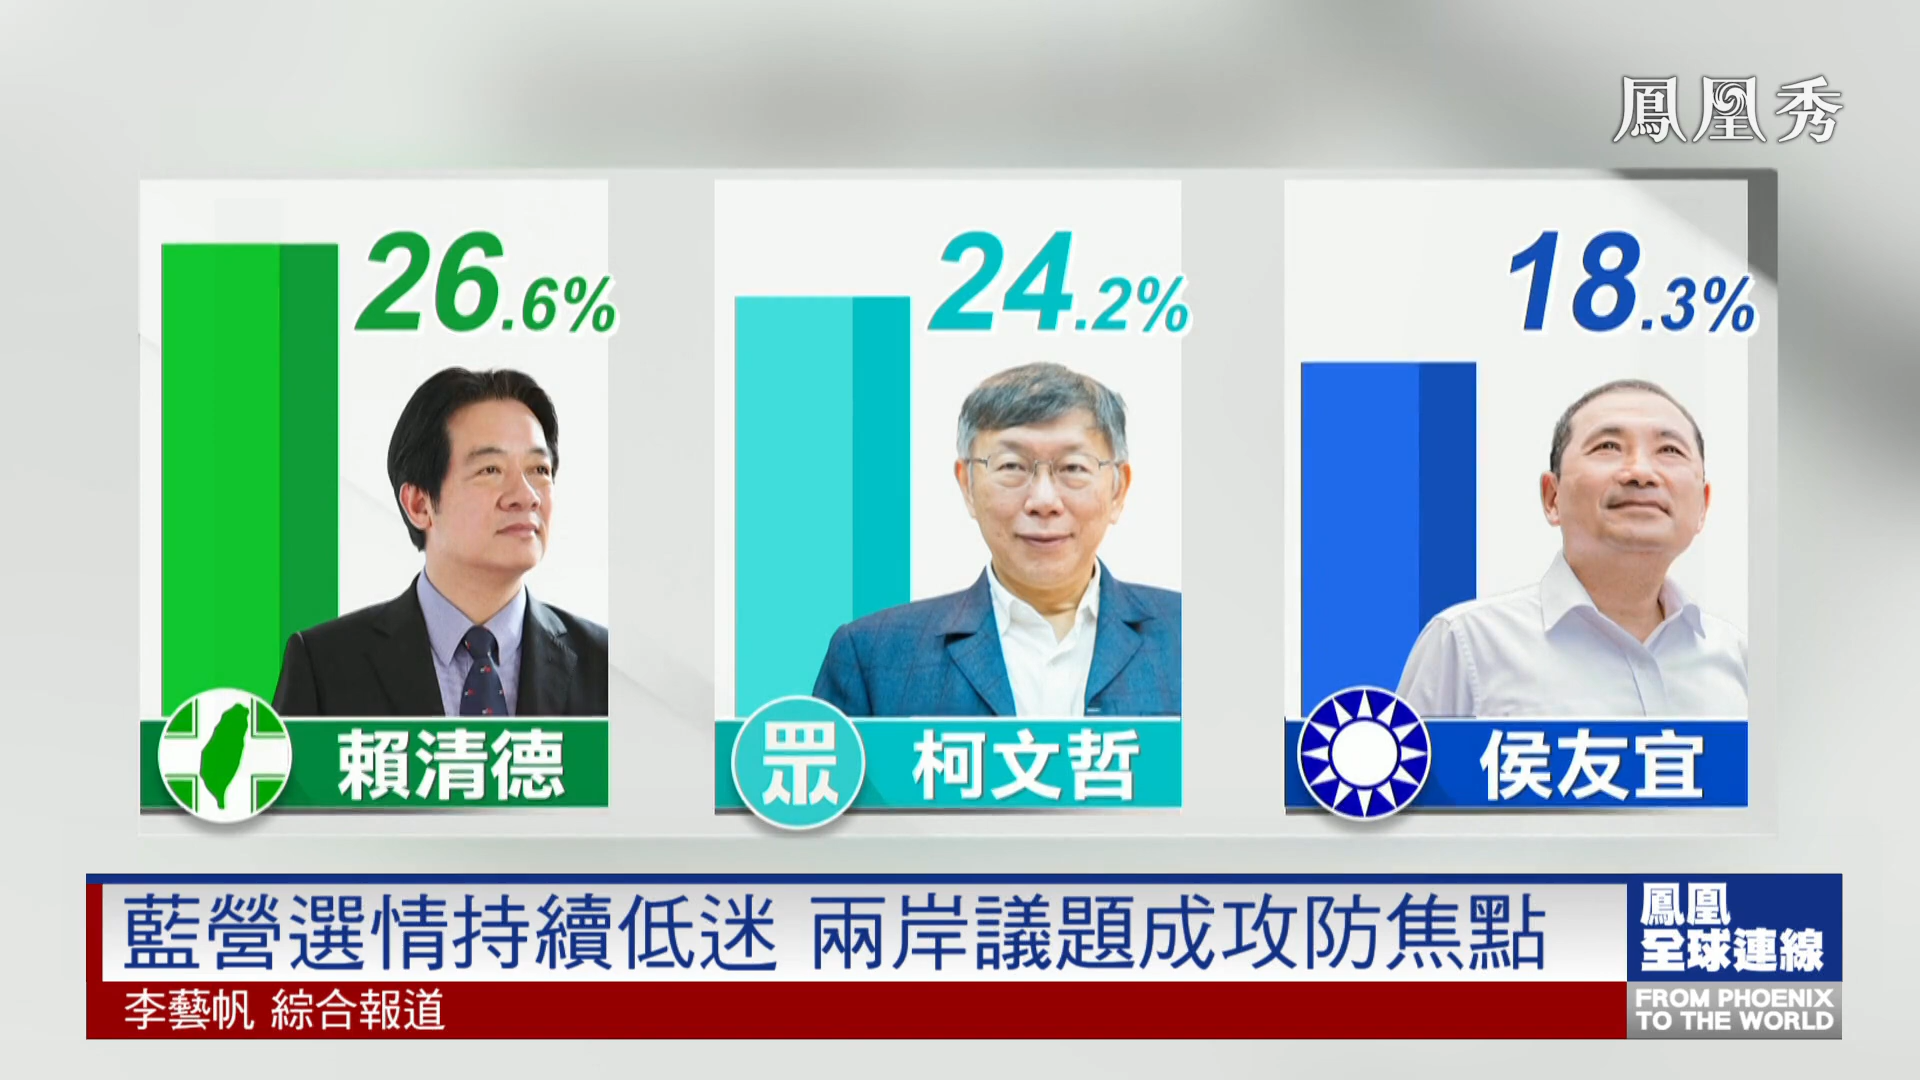 鳳凰秀
26.6%
24.2%
18.3%
賴清德
眾
柯文哲
侯友宜
藍營選情持續低迷 兩岸議題成攻防焦點
李藝帆 綜合報道
鳳凰
全球連線
FROM PHOENIX
TO THE WORLD